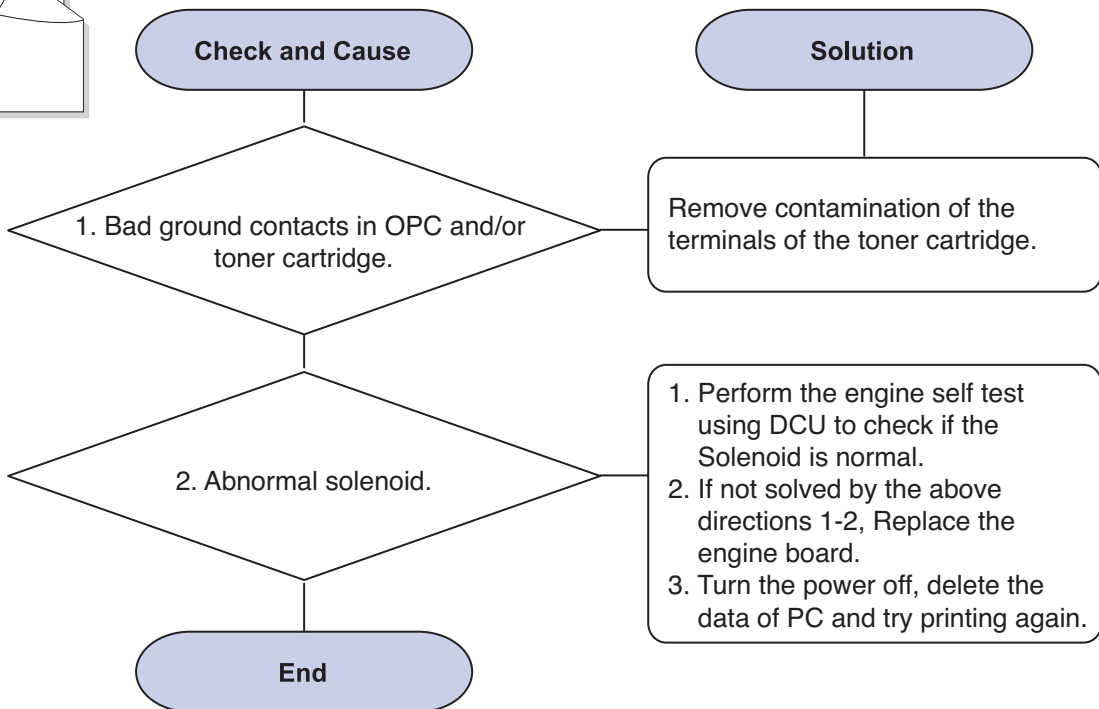 Check and Cause
Solution
1. Bad ground contacts in OPC and/or
toner cartridge.
Remove contamination of the
terminals of the toner cartridge.
2. Abnormal solenoid.
1. Perform the engine self test
using DCU to check if the
Solenoid is normal.
2. If not solved by the above
directions 1-2, Replace the
engine board.
3. Turn the power off, delete the
data of PC and try printing again.
End